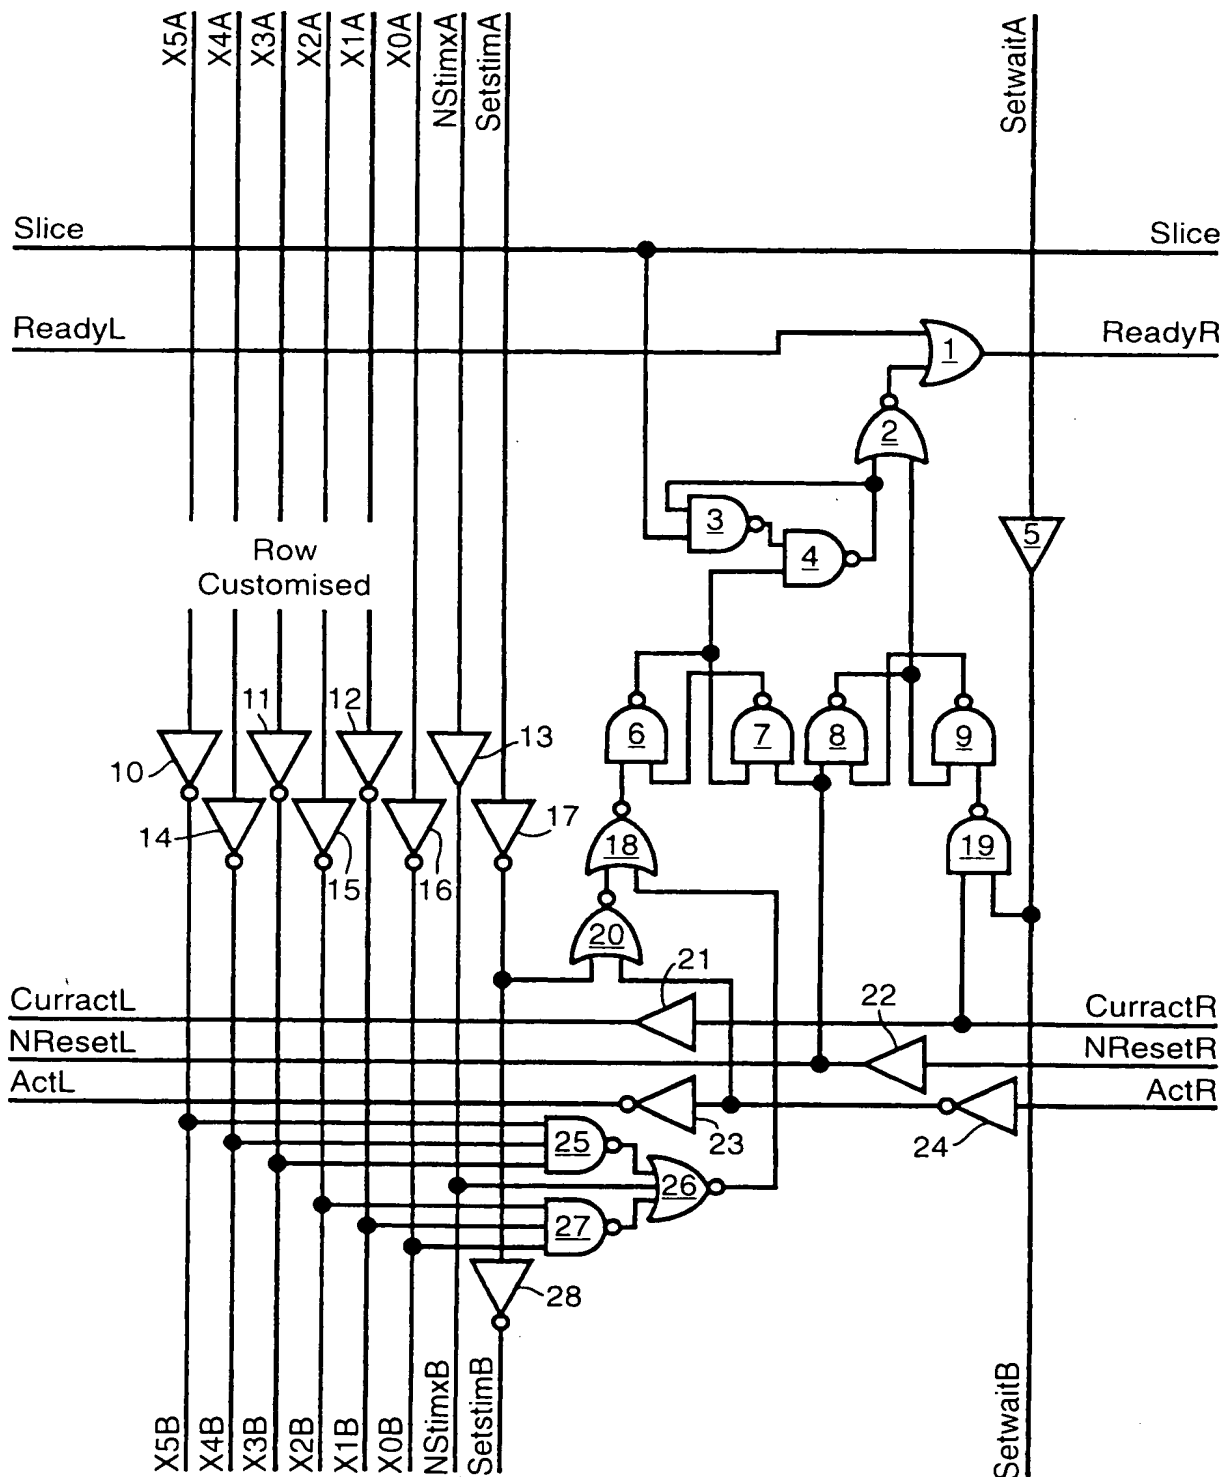 X5A
X4A
X3A
X2A
X1A
X0A
NStimxA
SetstimA
SetwaitA
Slice
Slice
ReadyL
ReadyR
1
2
3
4
5
Row
Customised
6
7
8
9
10
11
12
13
14
15
16
17
18
19
20
21
22
CurractL
CurractR
NResetL
NResetR
ActL
ActR
23
24
25
26
27
28
X5B
X4B
X3B
X2B
X1B
X0B
NStimxB
SetstimB
SetwaitB